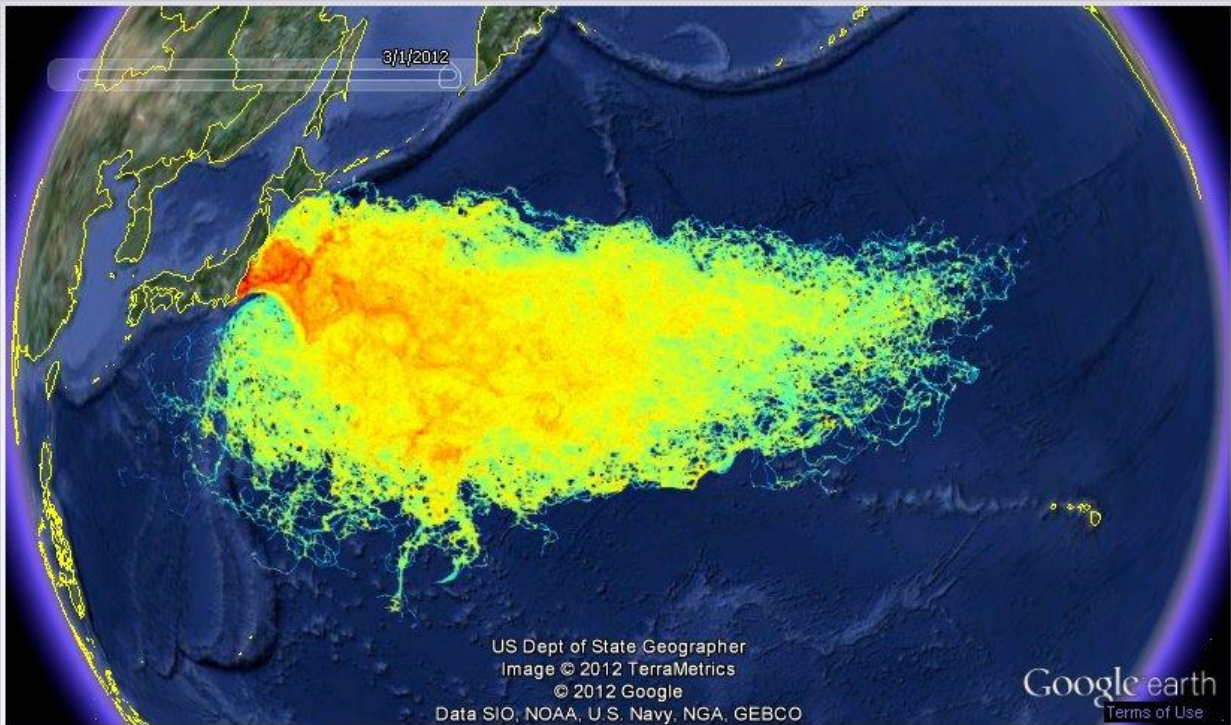 3/1/2012
US Dept of State Geographer
Image © 2012 TerraMetrics
© 2012 Google
Data SIO, NOAA, U.S. Navy, NGA, GEBCO
Google earth
Terms of Use